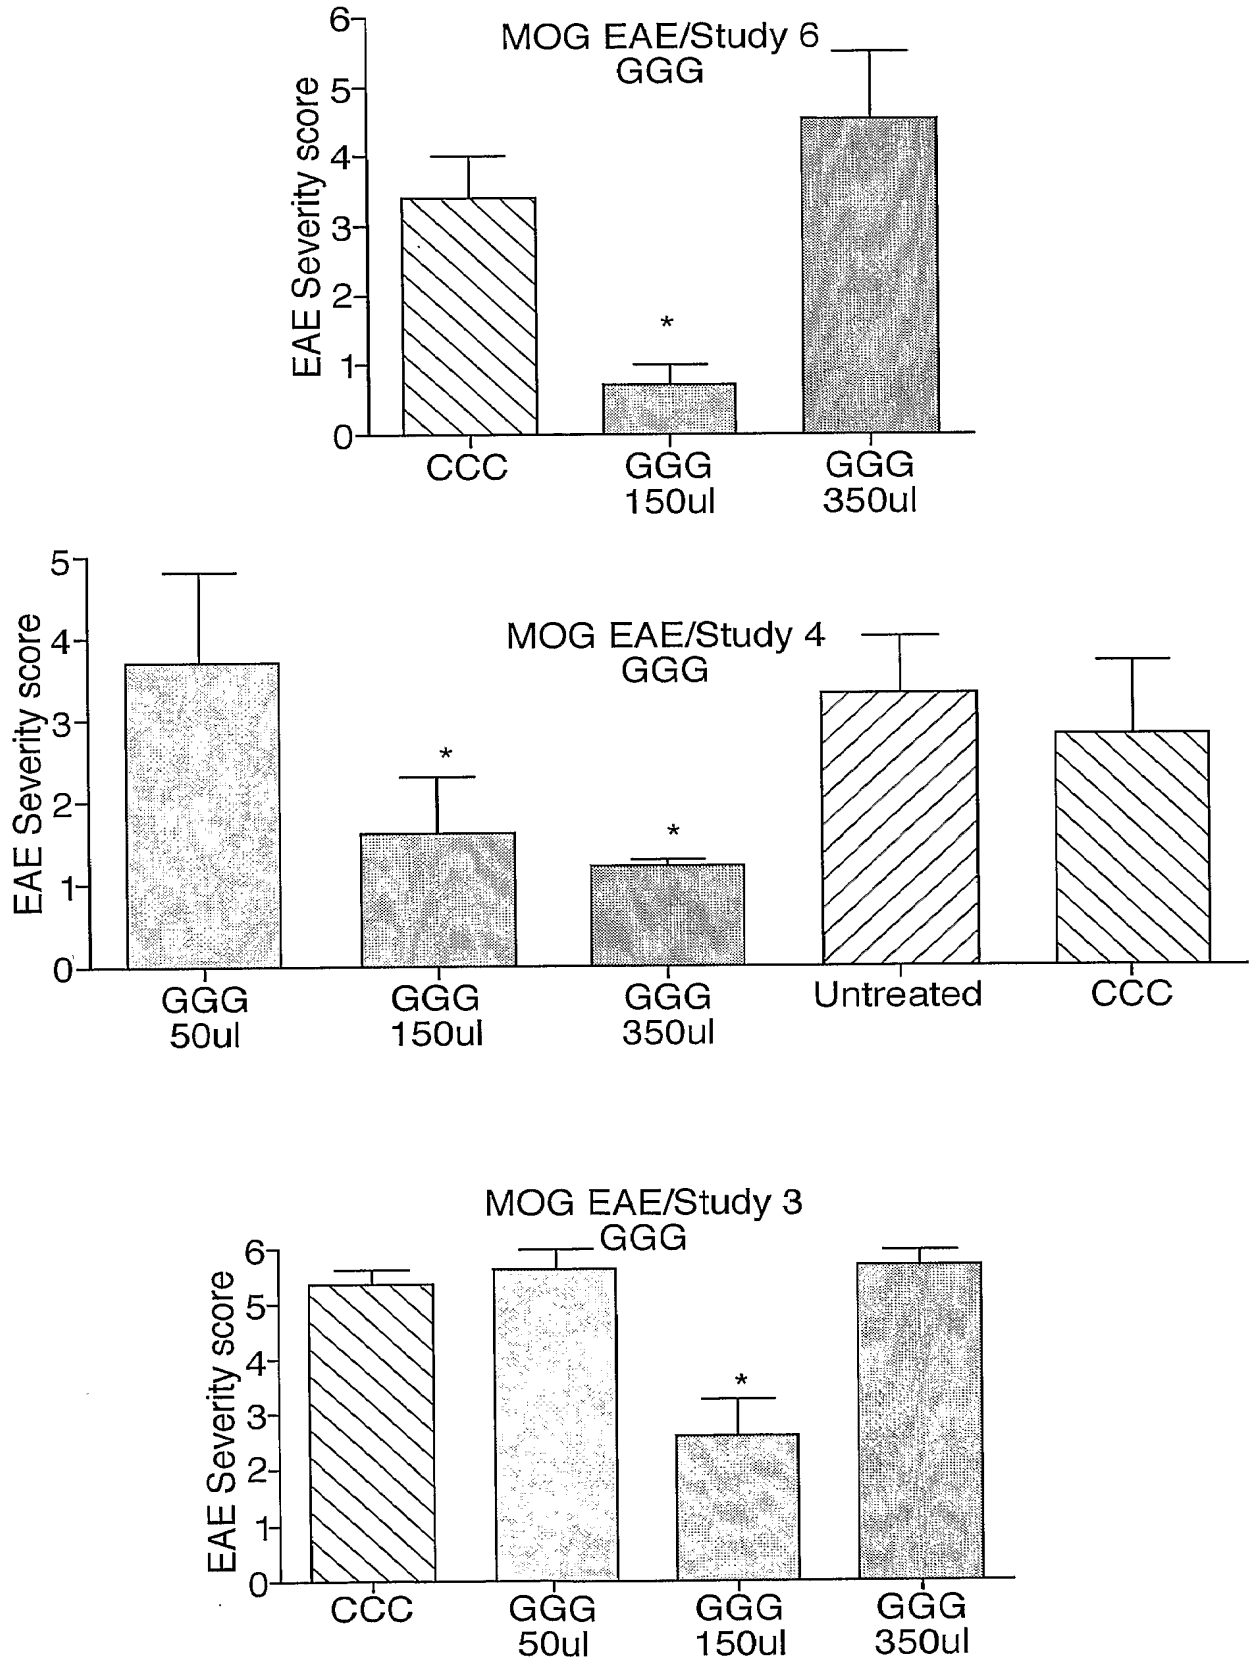 MOG EAE/Study 6
GGG
EAE Severity score
6
5
4
3
2
1
0
*
CCC
GGG
150ul
GGG
350ul
MOG EAE/Study 4
GGG
EAE Severity score
5
4
3
2
1
0
*
*
GGG
50ul
GGG
150ul
GGG
350ul
Untreated
CCC
MOG EAE/Study 3
GGG
EAE Severity score
6
5
4
3
2
1
0
*
CCC
GGG
50ul
GGG
150ul
GGG
350ul